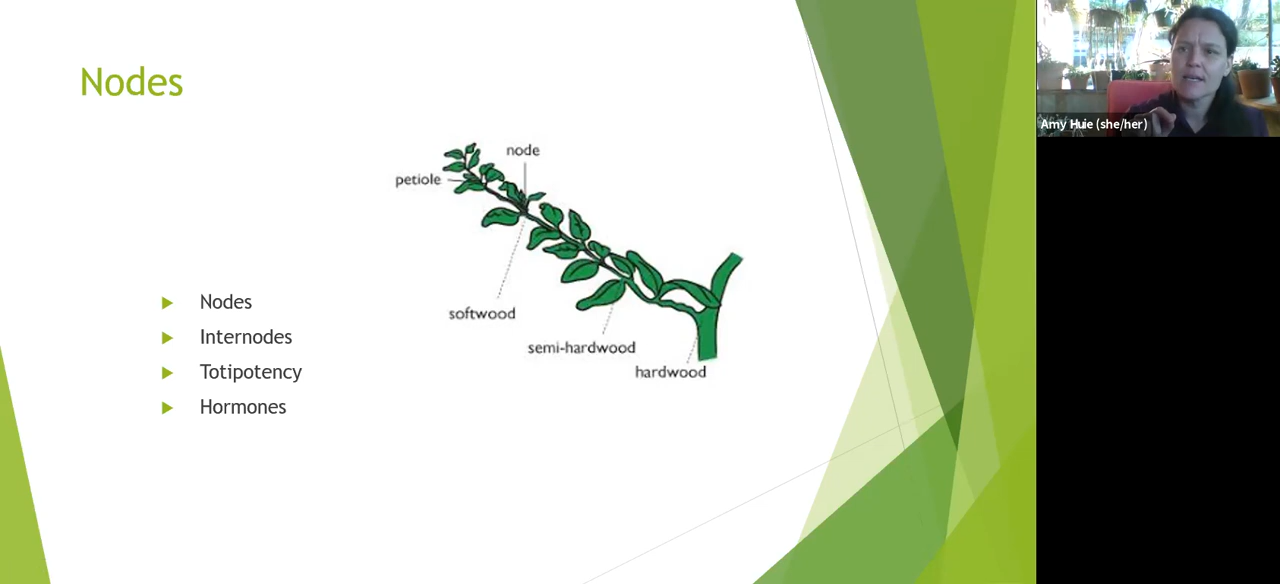 Nodes
node
petiole
softwood
semi-hardwood
hardwood
Nodes
Internodes
Totipotency
Hormones
Amy Huie (she/her)